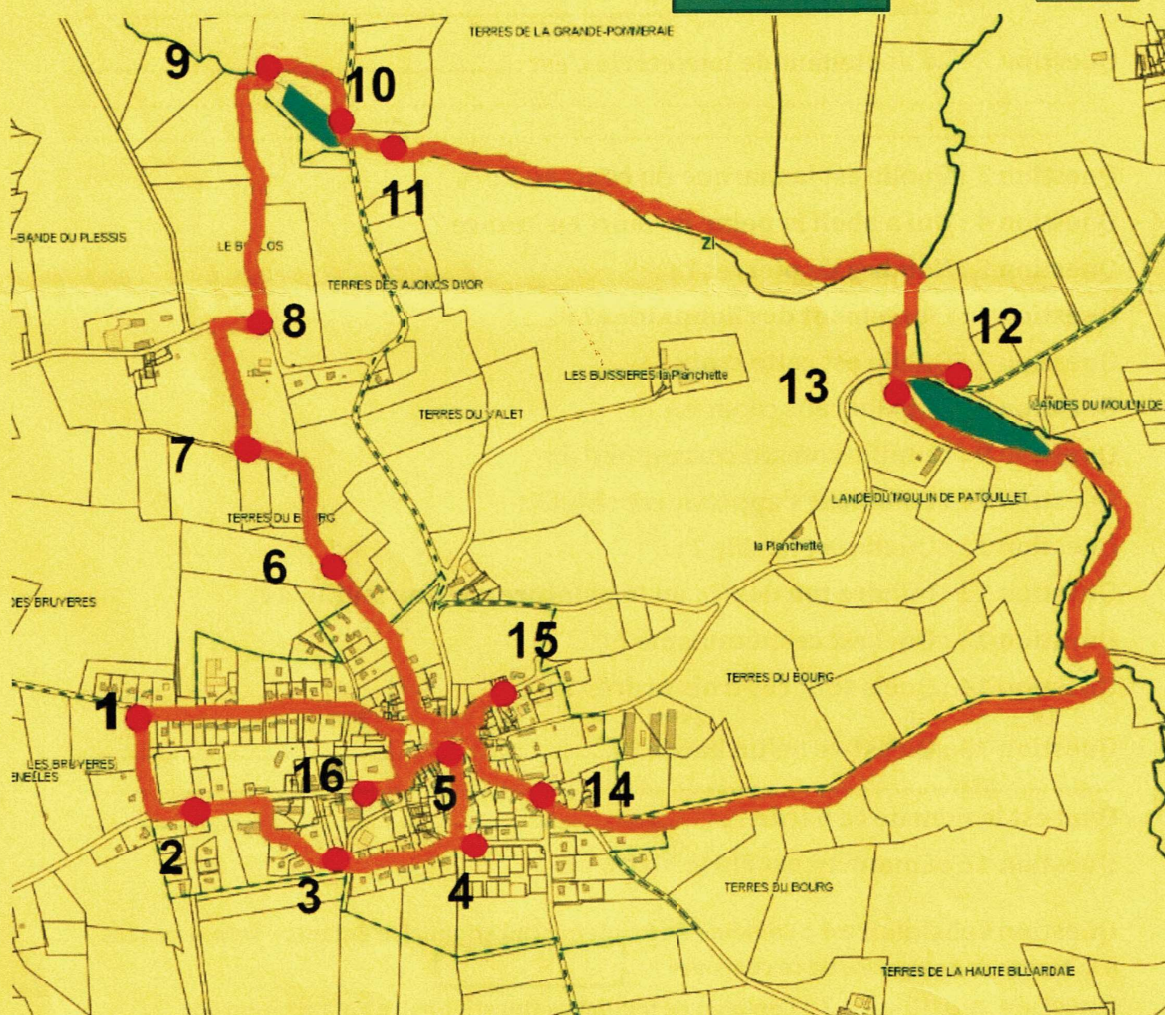 TERRES DE LA GRANDE-POMMERAIE
9
10
11
-BANDE DU PLESSIS
ZI
TERRES DES AJONCS D'OR
8
12
LES BUISSIERES la Planchette
13
LANDES DU MOULIN DE
TERRES DU VALET
7
LANDE DU MOULIN DE PATOUILLET
TERRES DU BOURG
la Planchette
6
DES BRUYERES
15
TERRES DU BOURG
1
LES BRUYERES
16
5
14
2
3
4
TERRES DU BOURG
TERRES DE LA HAUTE BILLARDAIE